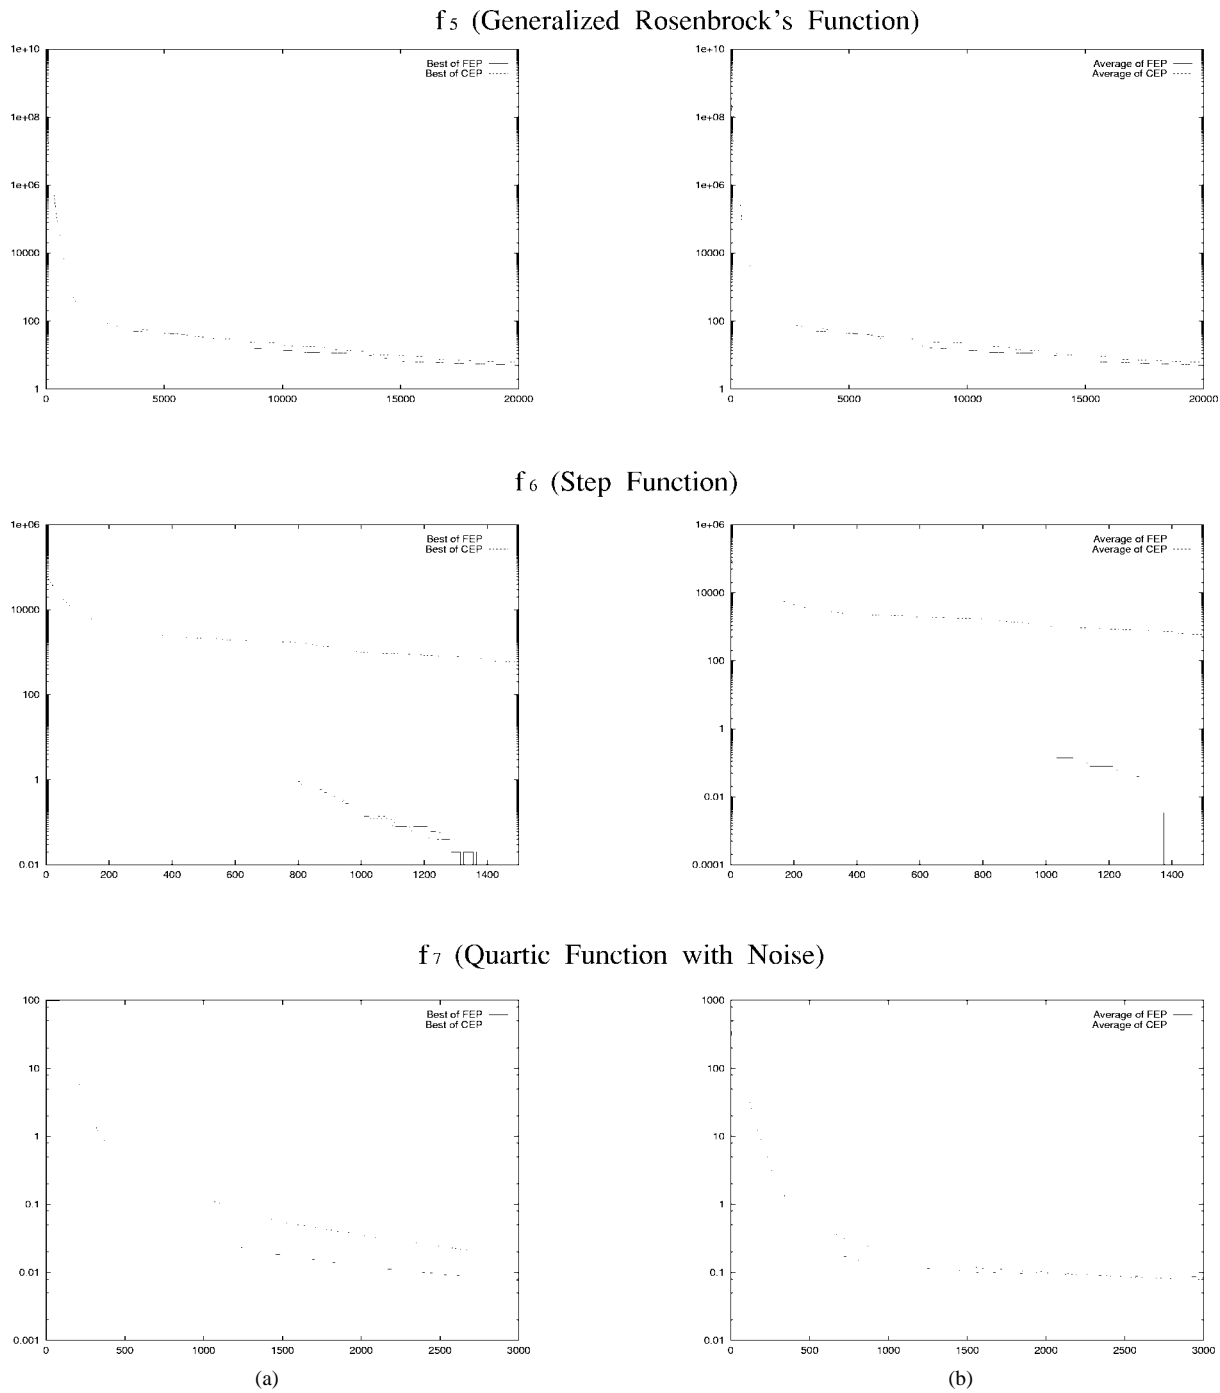 f 5 (Generalized Rosenbrock's Function)
1e+10
1e+08
1e+06
10000
100
1
0 5000 10000 15000 20000
Best of FEP
Best of CEP
1e+10
1e+08
1e+06
10000
100
1
0 5000 10000 15000 20000
Average of FEP
Average of CEP
f 6 (Step Function)
1e+06
10000
100
1
0.01
0 200 400 600 800 1000 1200 1400
Best of FEP
Best of CEP
1e+06
10000
100
1
0.01
0.0001
0 200 400 600 800 1000 1200 1400
Average of FEP
Average of CEP
f 7 (Quartic Function with Noise)
100
10
1
0.1
0.01
0.001
0 500 1000 1500 2000 2500 3000
Best of FEP
Best of CEP
(a)
1000
100
10
1
0.1
0.01
0 500 1000 1500 2000 2500 3000
Average of FEP
Average of CEP
(b)